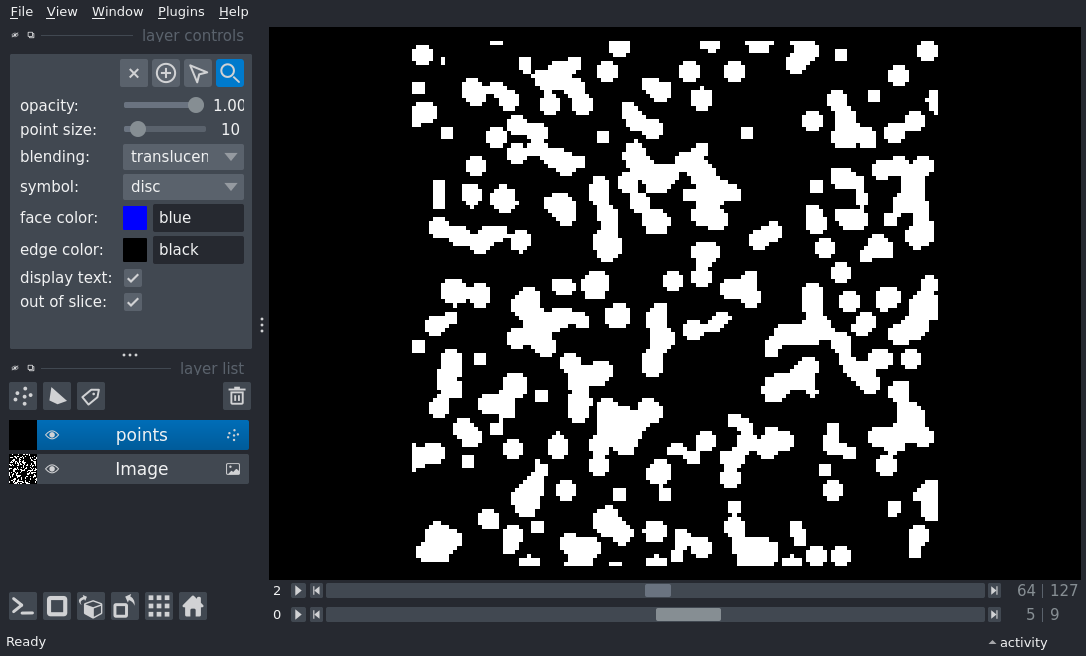 File View Window Plugins Help
layer controls
opacity: 1.00
point size: 10
blending: translucen
symbol: disc
face color: blue
edge color: black
display text:
out of slice:
layer list
points
Image
2 64 | 127
0 5 | 9
Ready activity